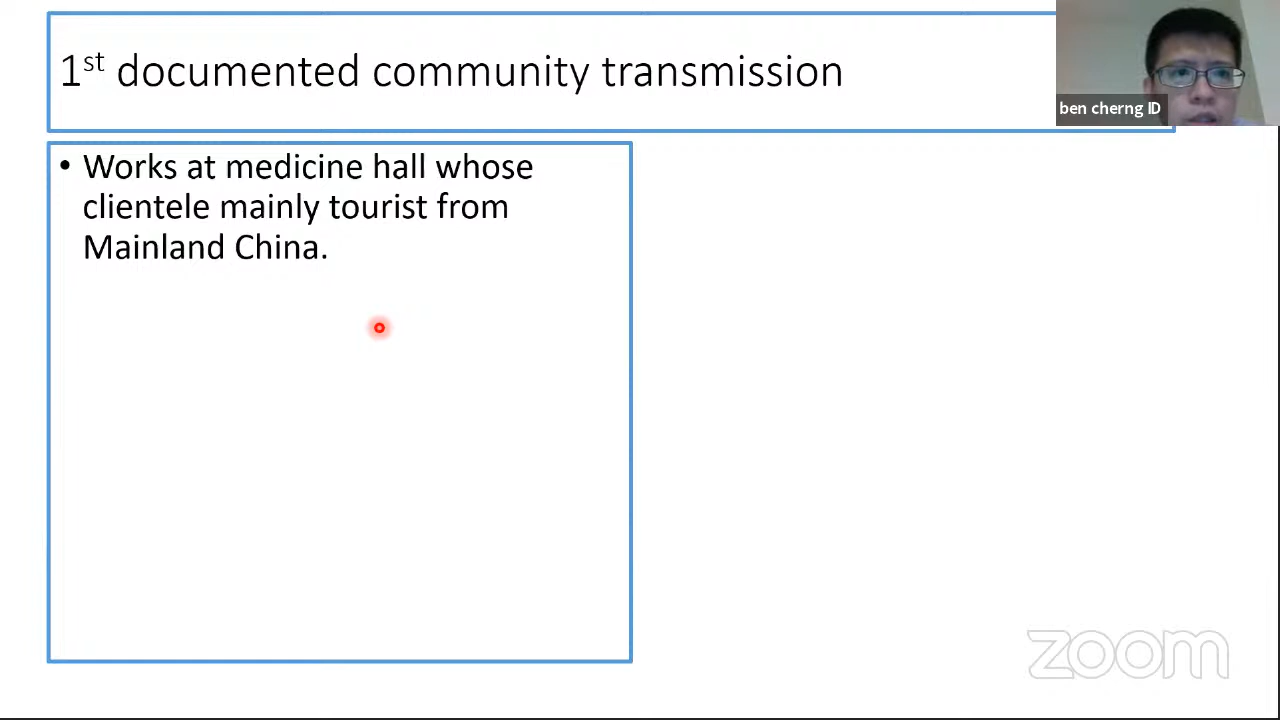 1st documented community transmission
ben cherng ID
• Works at medicine hall whose
clientele mainly tourist from
Mainland China.
zoom